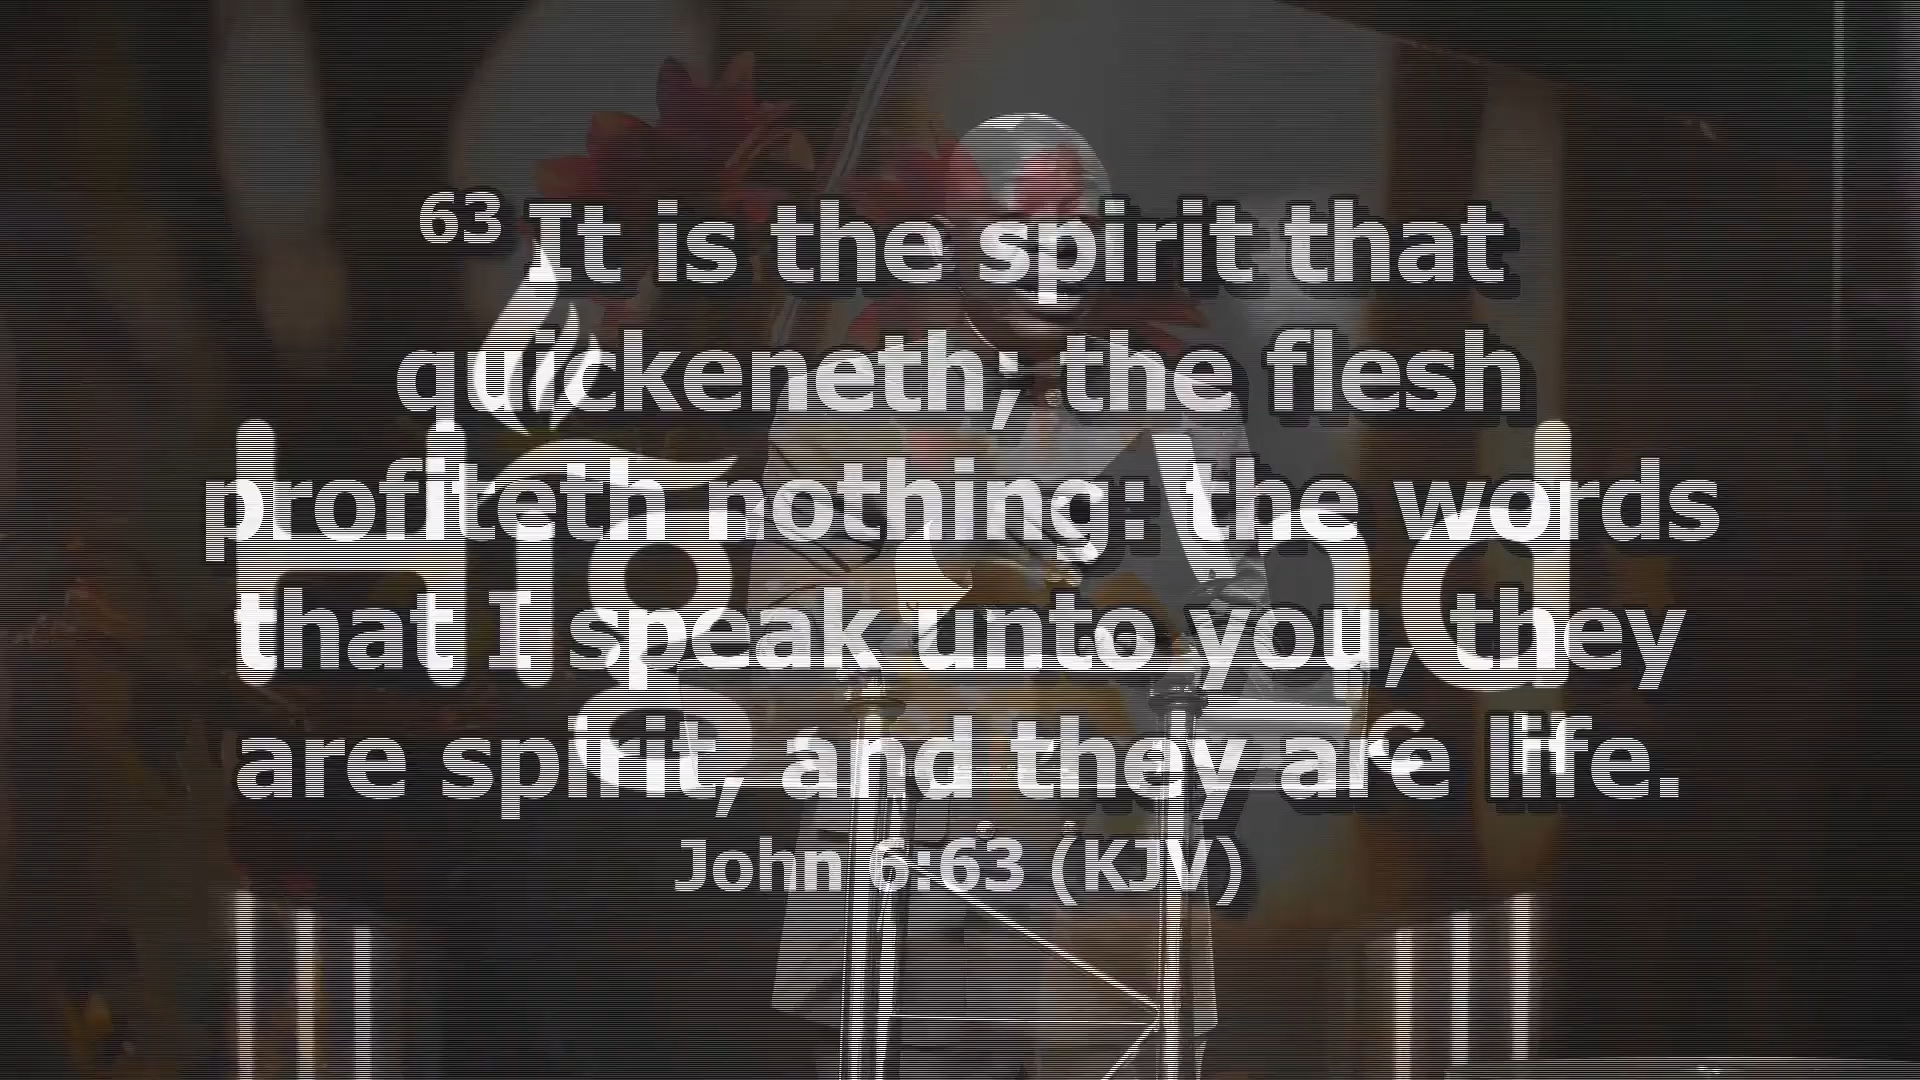 63 It is the spirit that
quickeneth; the flesh
profiteth nothing: the words
that I speak unto you, they
are spirit, and they are life.
John 6:63 (KJV)